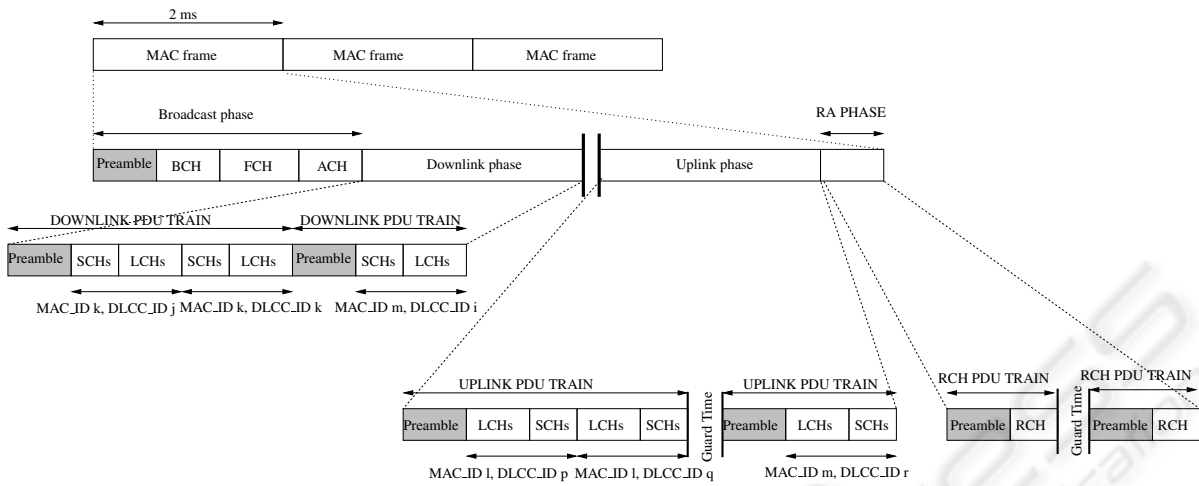 2 ms
MAC frame MAC frame MAC frame
Broadcast phase RA PHASE
Preamble BCH FCH ACH Downlink phase Uplink phase
DOWNLINK PDU TRAIN DOWNLINK PDU TRAIN
Preamble SCHs LCHs SCHs LCHs Preamble SCHs LCHs
MAC_ID k, DLCC_ID j MAC_ID k, DLCC_ID k MAC_ID m, DLCC_ID i
UPLINK PDU TRAIN UPLINK PDU TRAIN RCH PDU TRAIN RCH PDU TRAIN
Preamble LCHs SCHs LCHs SCHs Guard Time Preamble LCHs SCHs Preamble RCH Guard Time Preamble RCH
MAC_ID l, DLCC_ID p MAC_ID l, DLCC_ID q MAC_ID m, DLCC_ID r